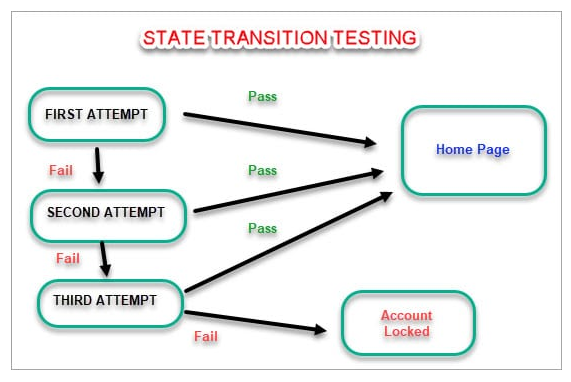 STATE TRANSITION TESTING
Pass
FIRST ATTEMPT
Home Page
Fail
Pass
SECOND ATTEMPT
Pass
Fail
THIRD ATTEMPT
Account
Locked
Fail